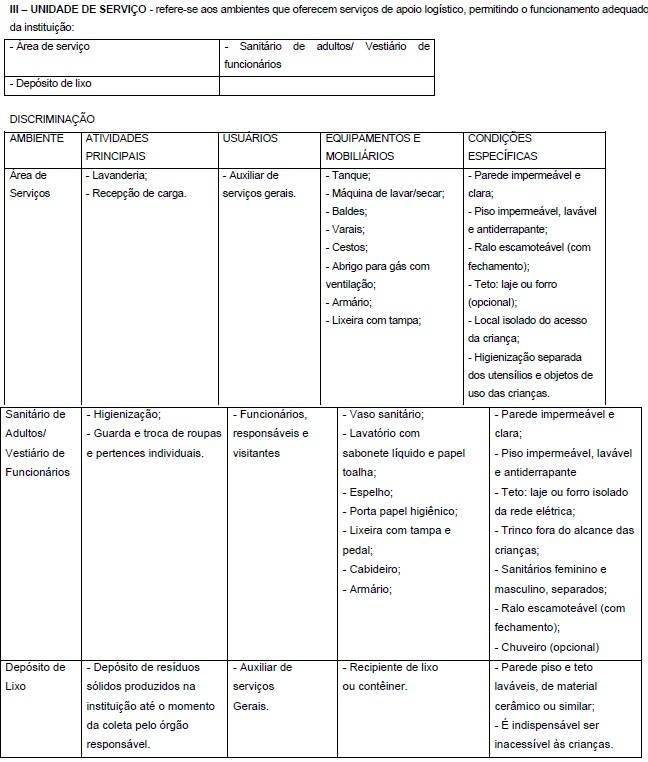 III – UNIDADE DE SERVIÇO - refere-se aos ambientes que oferecem serviços de apoio logístico, permitindo o funcionamento adequado
da instituição:
- Área de serviço
- Sanitário de adultos/ Vestiário de
funcionários
- Depósito de lixo
DISCRIMINAÇÃO
AMBIENTE
ATIVIDADES
PRINCIPAIS
USUÁRIOS
EQUIPAMENTOS E
MOBILIÁRIOS
CONDIÇÕES
ESPECÍFICAS
Área de
Serviços
- Lavanderia;
- Recepção de carga.
- Auxiliar de
serviços gerais.
- Tanque;
- Máquina de lavar/secar;
- Baldes;
- Varais;
- Cestos;
- Abrigo para gás com
ventilação;
- Armário;
- Lixeira com tampa;
- Parede impermeável e
clara;
- Piso impermeável, lavável
e antiderrapante;
- Ralo escamoteável (com
fechamento);
- Teto: laje ou forro
(opcional);
- Local isolado do acesso
da criança;
- Higienização separada
dos utensílios e objetos de
uso das crianças.
Sanitário de
Adultos/
Vestiário de
Funcionários
- Higienização;
- Guarda e troca de roupas
e pertences individuais.
- Funcionários,
responsáveis e
visitantes
- Vaso sanitário;
- Lavatório com
sabonete líquido e papel
toalha;
- Espelho;
- Porta papel higiênico;
- Lixeira com tampa e
pedal;
- Cabideiro;
- Armário;
- Parede impermeável e
clara;
- Piso impermeável, lavável
e antiderrapante
- Teto: laje ou forro isolado
da rede elétrica;
- Trinco fora do alcance das
crianças;
- Sanitários feminino e
masculino, separados;
- Ralo escamoteável (com
fechamento);
- Chuveiro (opcional)
Depósito de
Lixo
- Depósito de resíduos
sólidos produzidos na
instituição até o momento
da coleta pelo órgão
responsável.
- Auxiliar de
serviços
Gerais.
- Recipiente de lixo
ou contêiner.
- Parede piso e teto
laváveis, de material
cerâmico ou similar;
- É indispensável ser
inacessível às crianças.